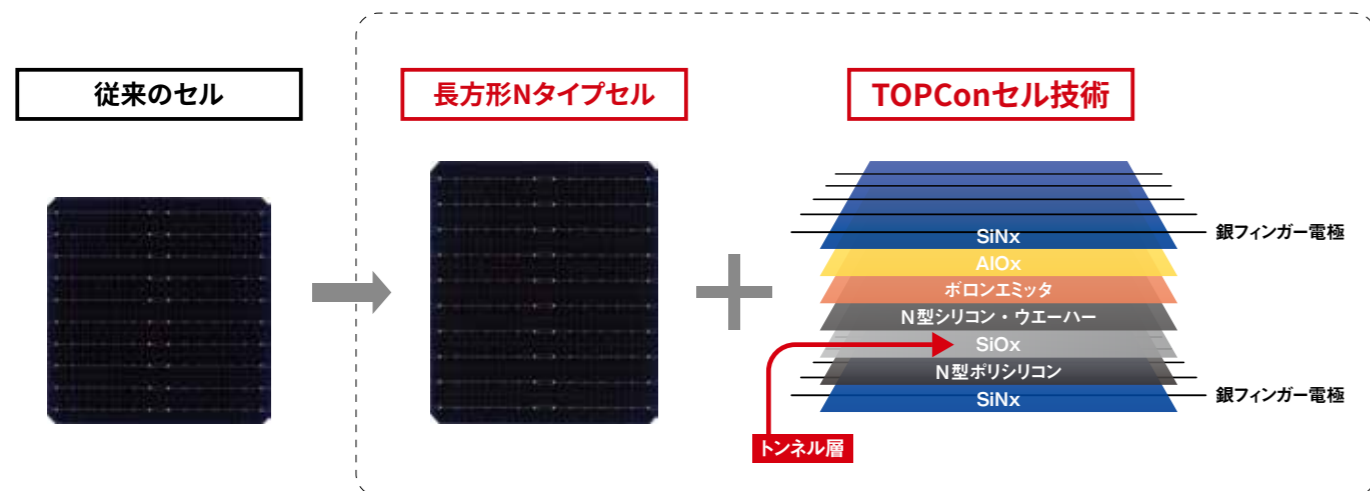 従来のセル
長方形Nタイプセル
TOPConセル技術
SiNx
銀フィンガー電極
AlOx
ボロンエミッタ
N型シリコン・ウエーハー
SiOx
N型ポリシリコン
SiNx
銀フィンガー電極
トンネル層